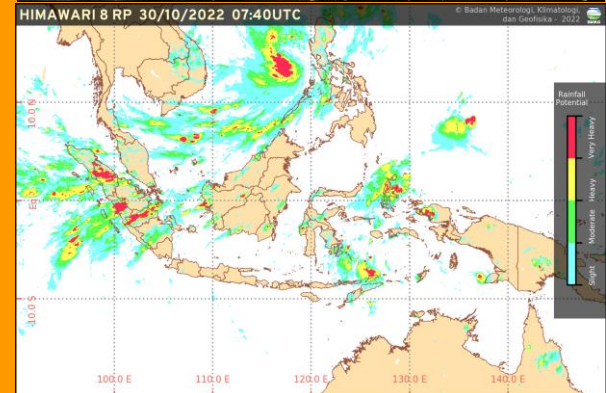 HIMAWARI 8 RP 30/10/2022 07:40UTC
© Badan Meteorologi, Klimatologi,
dan Geofisika - 2022
Rainfall
Potential
Very Heavy
Heavy
Moderate
Slight
10.0 N
Eq
10.0 S
100.0 E
110.0 E
120.0 E
130.0 E
140.0 E